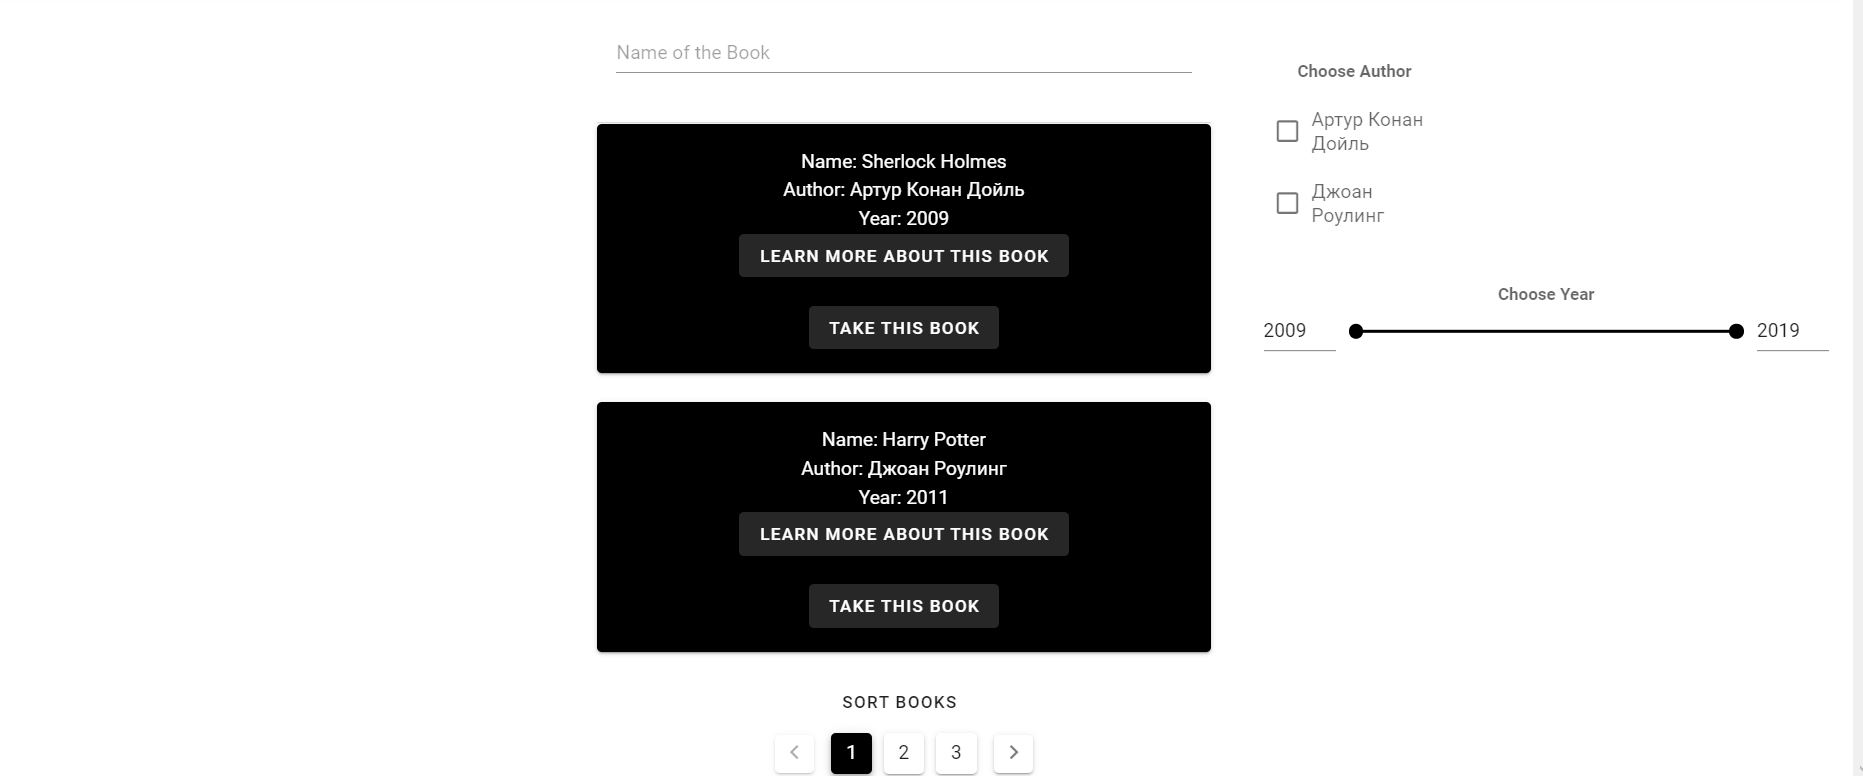 Name of the Book
Name: Sherlock Holmes
Author: Артур Конан Дойль
Year: 2009
LEARN MORE ABOUT THIS BOOK
TAKE THIS BOOK
Name: Harry Potter
Author: Джоан Роулинг
Year: 2011
LEARN MORE ABOUT THIS BOOK
TAKE THIS BOOK
SORT BOOKS
1 2 3
Choose Author
Артур Конан
Дойль
Джоан
Роулинг
Choose Year
2009 2019